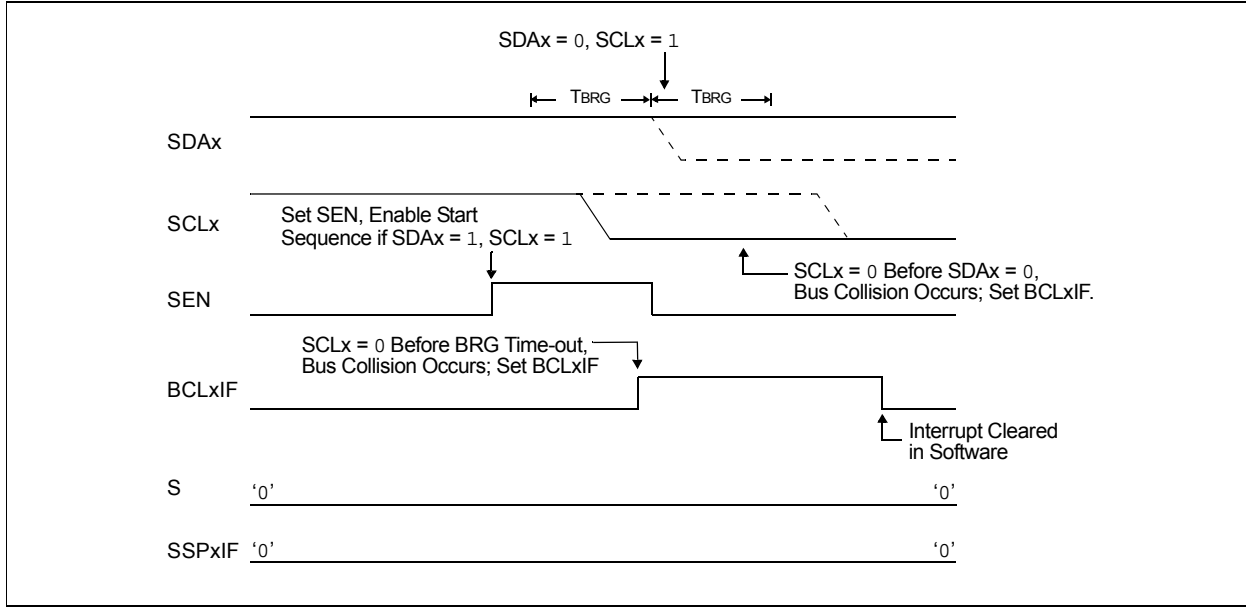 SDAx = 0, SCLx = 1
TBRG TBRG
SDAx
SCLx
Set SEN, Enable Start
Sequence if SDAx = 1, SCLx = 1
SCLx = 0 Before SDAx = 0,
Bus Collision Occurs; Set BCLxIF.
SEN
SCLx = 0 Before BRG Time-out,
Bus Collision Occurs; Set BCLxIF
BCLxIF
Interrupt Cleared
in Software
S ‘0’ ‘0’
SSPxIF ‘0’ ‘0’